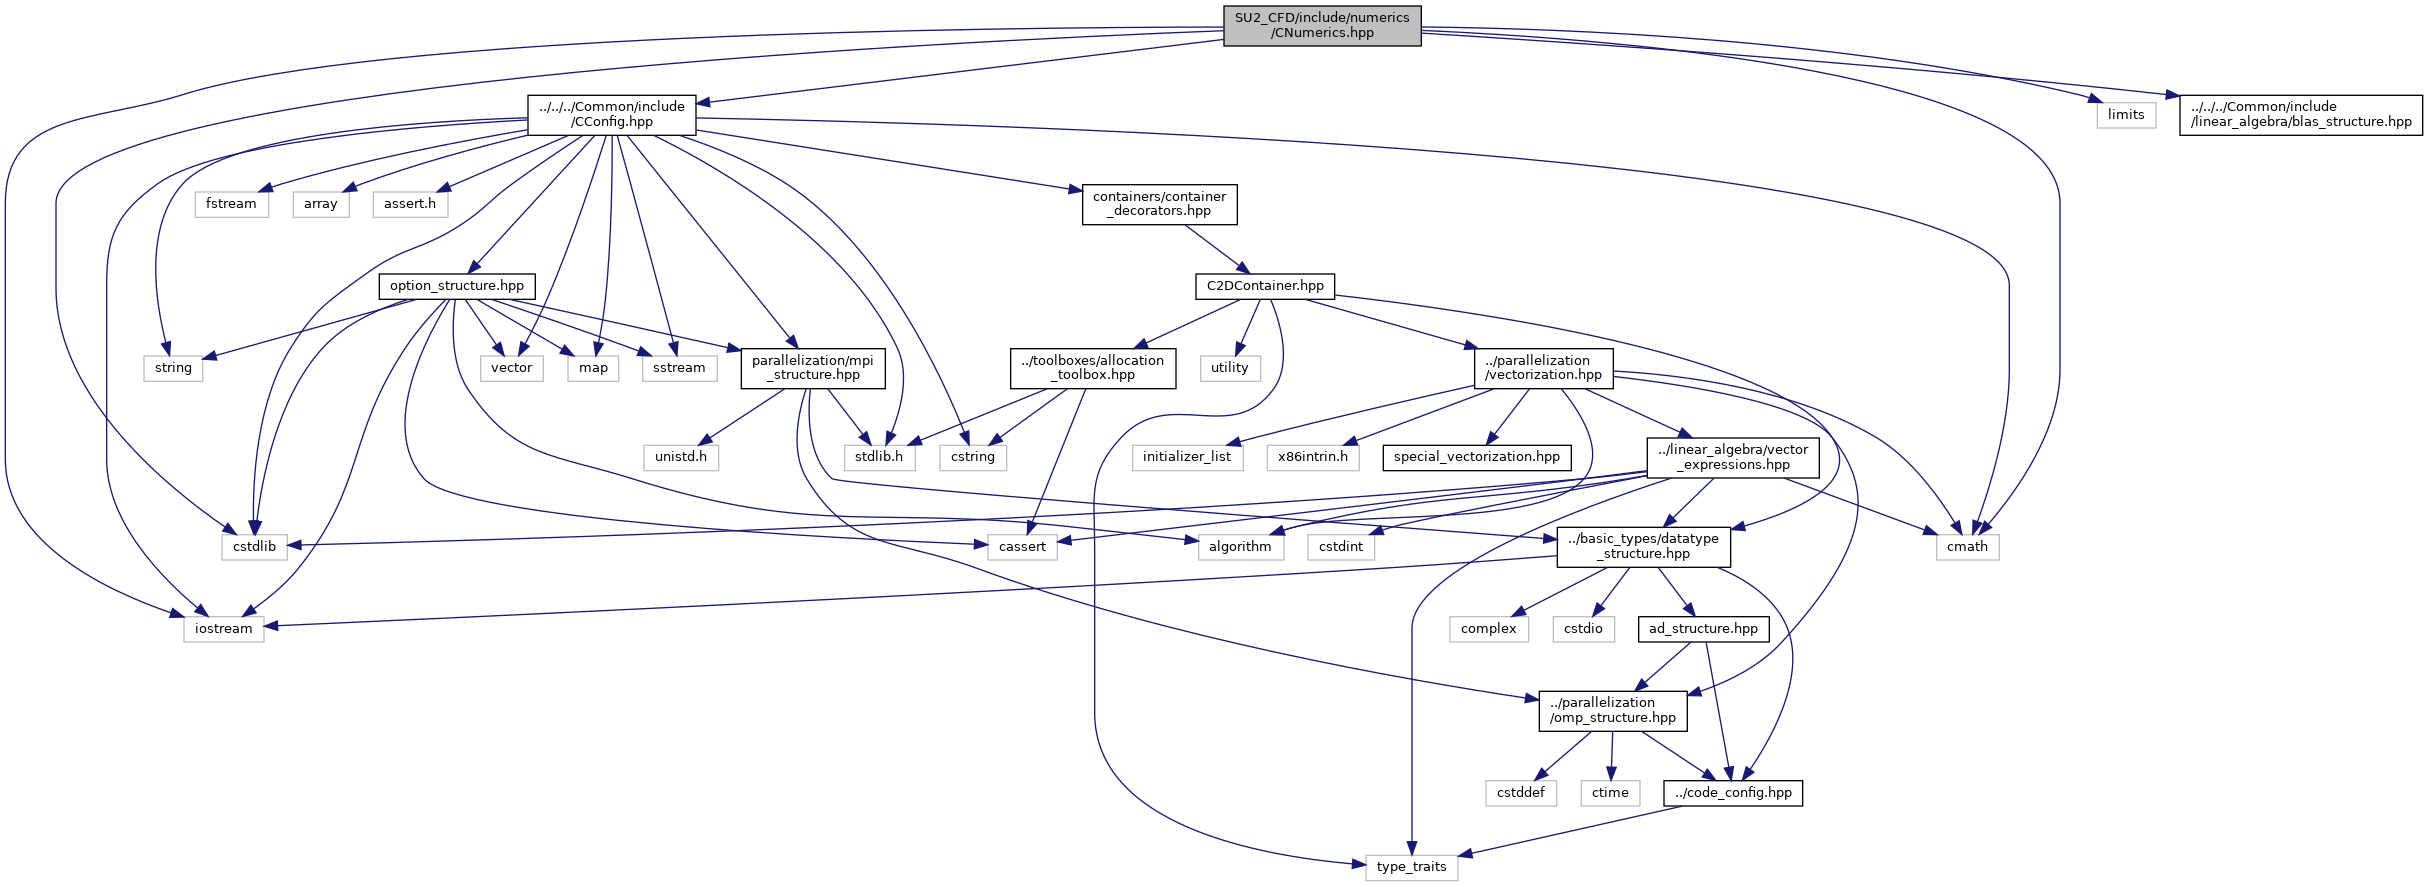 SU2_CFD/include/numerics
/CNumerics.hpp
../../../Common/include
/CConfig.hpp
limits
../../../Common/include
/linear_algebra/blas_structure.hpp
fstream
array
assert.h
containers/container
_decorators.hpp
option_structure.hpp
C2DContainer.hpp
string
vector
map
sstream
parallelization/mpi
_structure.hpp
../toolboxes/allocation
_toolbox.hpp
utility
../parallelization
/vectorization.hpp
unistd.h
stdlib.h
cstring
initializer_list
x86intrin.h
special_vectorization.hpp
../linear_algebra/vector
_expressions.hpp
cstdlib
cassert
algorithm
cstdint
../basic_types/datatype
_structure.hpp
cmath
iostream
complex
cstdio
ad_structure.hpp
../parallelization
/omp_structure.hpp
cstddef
ctime
../code_config.hpp
type_traits